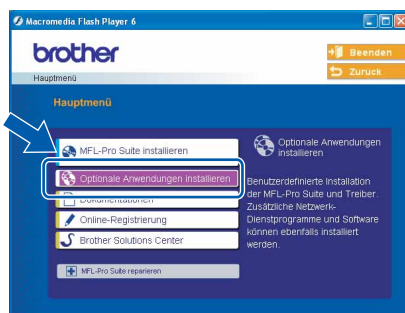 Macromedia Flash Player 6
brother
Beenden
Zurück
Hauptmenü
Hauptmenü
MFL-Pro Suite installieren
Optionale Anwendungen installieren
Dokumentationen
Online-Registrierung
Brother Solutions Center
MFL-Pro Suite reparieren
Optionale Anwendungen
installieren
Benutzerdefinierte Installation
der MFL-Pro Suite und Treiber.
Zusätzliche Netzwerk-
Dienstprogramme und Software
können ebenfalls installiert
werden.